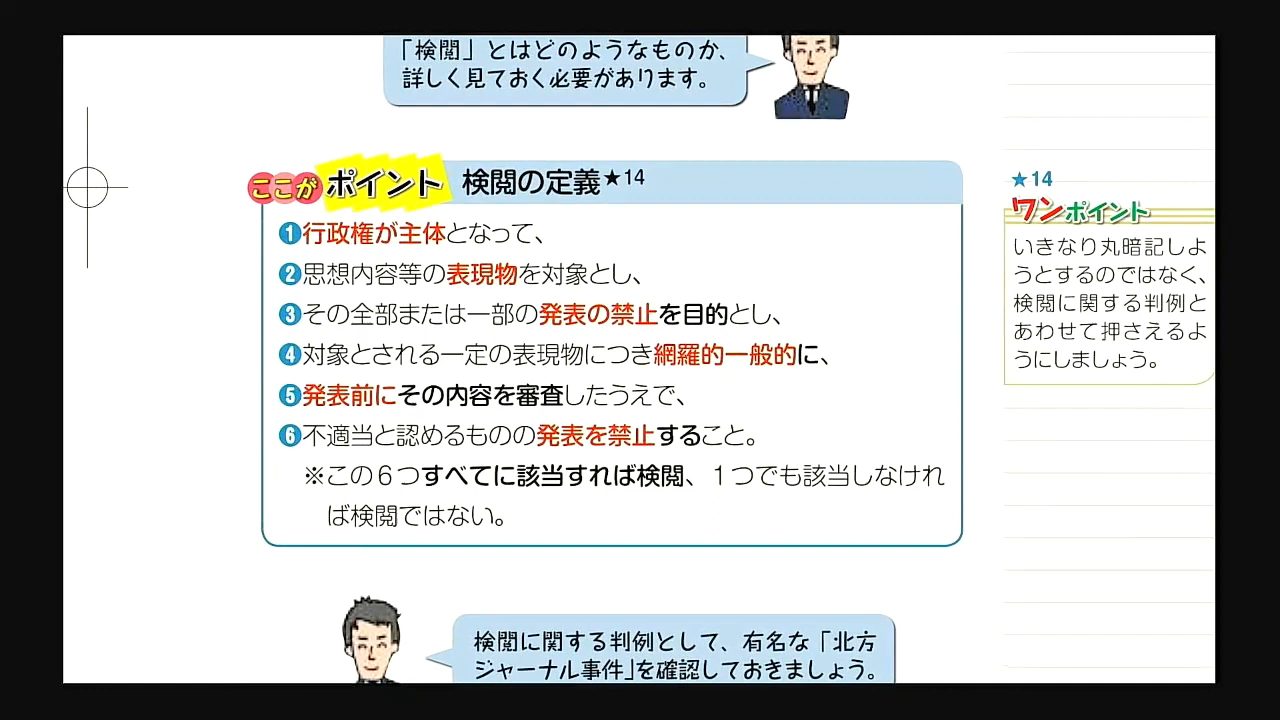 「検閲」とはどのようなものか、
詳しく見ておく必要があります。
ここがポイント 検閲の定義★14
❶行政権が主体となって、
❷思想内容等の表現物を対象とし、
❸その全部または一部の発表の禁止を目的とし、
❹対象とされる一定の表現物につき網羅的一般的に、
❺発表前にその内容を審査したうえで、
❻不適当と認めるものの発表を禁止すること。
※この６つすべてに該当すれば検閲、１つでも該当しなけれ
ば検閲ではない。
★14
ワンポイント
いきなり丸暗記しよ
うとするのではなく、
検閲に関する判例と
あわせて押さえるよ
うにしましょう。
検閲に関する判例として、有名な「北方
ジャーナル事件」を確認しておきましょう。